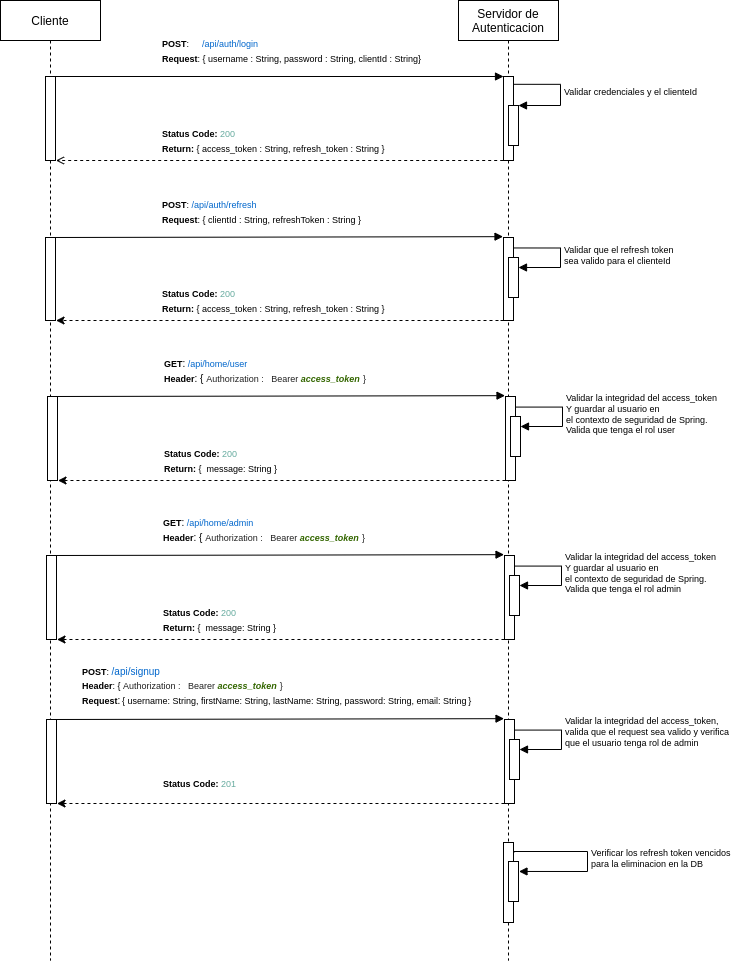 Cliente
Servidor de
Autenticacion
POST: /api/auth/login
Request: { username : String, password : String, clientId : String}
Validar credenciales y el clienteId
Status Code: 200
Return: { access_token : String, refresh_token : String }
POST: /api/auth/refresh
Request: { clientId : String, refreshToken : String }
Validar que el refresh token
sea valido para el clienteId
Status Code: 200
Return: { access_token : String, refresh_token : String }
GET: /api/home/user
Header: { Authorization : Bearer access_token }
Validar la integridad del access_token
Y guardar al usuario en
el contexto de seguridad de Spring.
Valida que tenga el rol user
Status Code: 200
Return: { message: String }
GET: /api/home/admin
Header: { Authorization : Bearer access_token }
Validar la integridad del access_token
Y guardar al usuario en
el contexto de seguridad de Spring.
Valida que tenga el rol admin
Status Code: 200
Return: { message: String }
POST: /api/signup
Header: { Authorization : Bearer access_token }
Request: { username: String, firstName: String, lastName: String, password: String, email: String }
Validar la integridad del access_token,
valida que el request sea valido y verifica
que el usuario tenga rol de admin
Status Code: 201
Verificar los refresh token vencidos
para la eliminacion en la DB